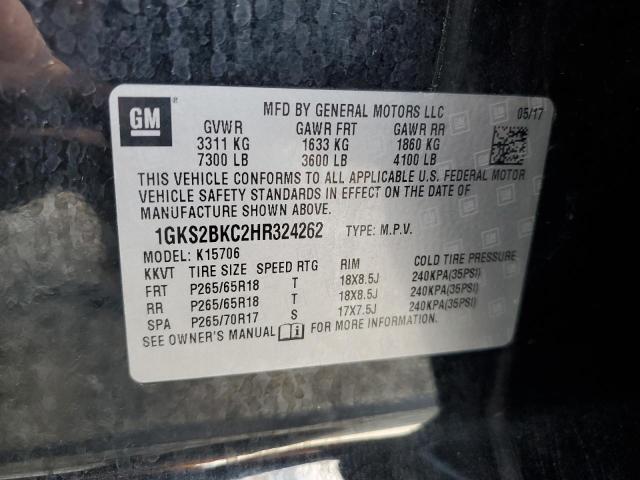 GM ® MFD BY GENERAL MOTORS LLC 05/17
GVWR GAWR FRT GAWR RR
3311 KG 1633 KG 1860 KG
7300 LB 3600 LB 4100 LB
THIS VEHICLE CONFORMS TO ALL APPLICABLE U.S. FEDERAL MOTOR
VEHICLE SAFETY STANDARDS IN EFFECT ON THE DATE OF
MANUFACTURE SHOWN ABOVE.
1GKS2BKC2HR324262 TYPE: M.P.V.
MODEL: K15706
KKVT TIRE SIZE SPEED RTG RIM COLD TIRE PRESSURE
FRT P265/65R18 T 18X8.5J 240KPA(35PSI)
RR P265/65R18 T 18X8.5J 240KPA(35PSI)
SPA P265/70R17 S 17X7.5J 240KPA(35PSI)
SEE OWNER'S MANUAL i FOR MORE INFORMATION.